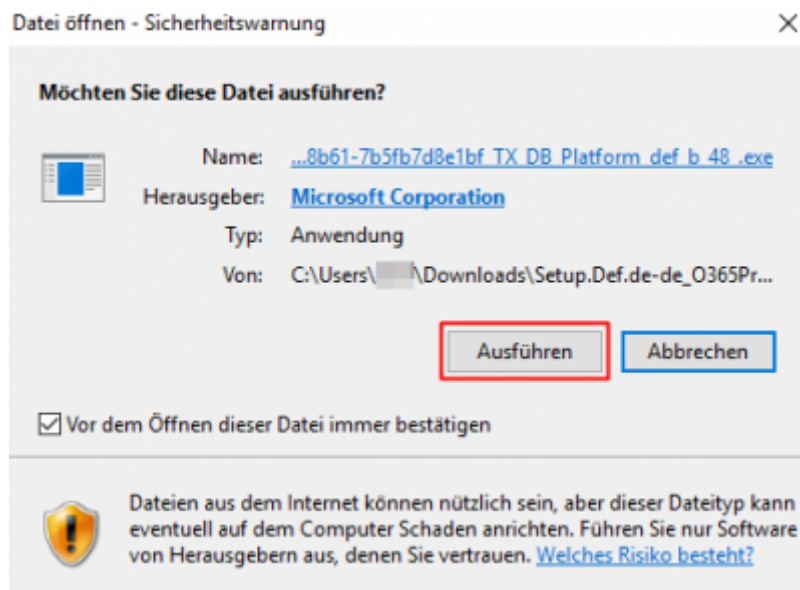 Datei öffnen - Sicherheitswarnung
Möchten Sie diese Datei ausführen?
Name: ...8b61-7b5fb7d8e1bf_TX_DB_Platform_def_b_48_.exe
Herausgeber: Microsoft Corporation
Typ: Anwendung
Von: C:\Users\ \Downloads\Setup.Def.de-de_O365Pr...
Ausführen Abbrechen
Vor dem Öffnen dieser Datei immer bestätigen
Dateien aus dem Internet können nützlich sein, aber dieser Dateityp kann
eventuell auf dem Computer Schaden anrichten. Führen Sie nur Software
von Herausgebern aus, denen Sie vertrauen. Welches Risiko besteht?